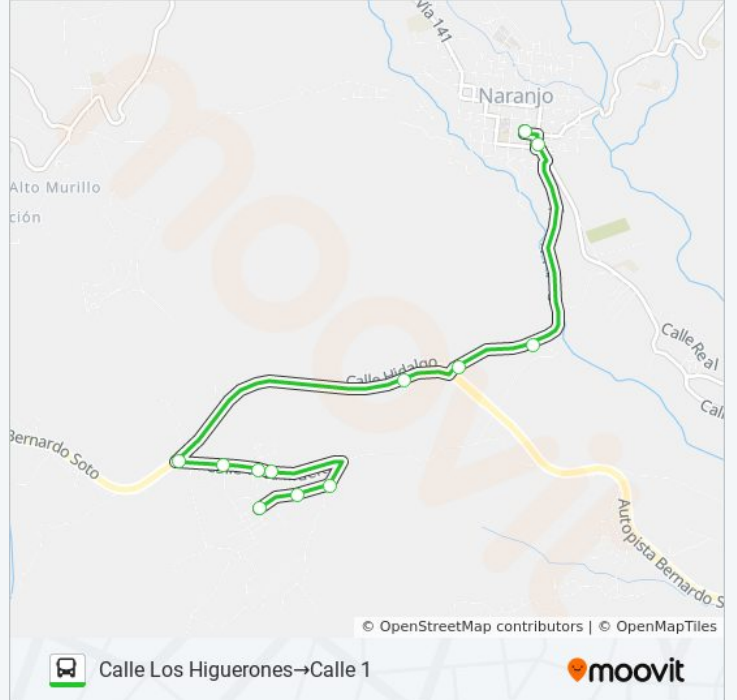 Vía 141
Naranjo
Alto Murillo
ción
Calle Real
Calle Hidalgo
Bernardo Soto
Autopista Bernardo S
© OpenStreetMap contributors | © OpenMapTiles
Calle Los Higuerones→Calle 1
moovit